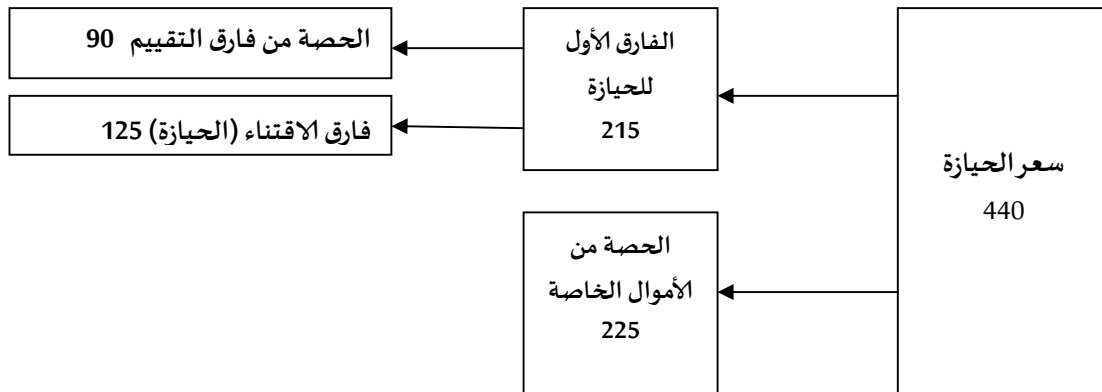 سعر الحيازة
440
الفارق الأول
للحيازة
215
الحصة من فارق التقييم 90
فارق الاقتناء (الحيازة) 125
الحصة من
الأموال الخاصة
225